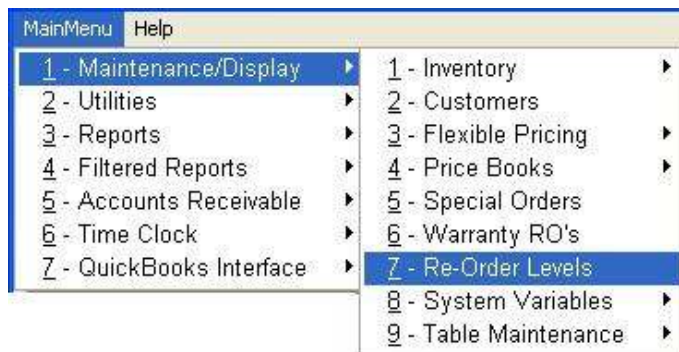 MainMenu Help
1 - Maintenance/Display
2 - Utilities
3 - Reports
4 - Filtered Reports
5 - Accounts Receivable
6 - Time Clock
7 - QuickBooks Interface
1 - Inventory
2 - Customers
3 - Flexible Pricing
4 - Price Books
5 - Special Orders
6 - Warranty RO's
7 - Re-Order Levels
8 - System Variables
9 - Table Maintenance